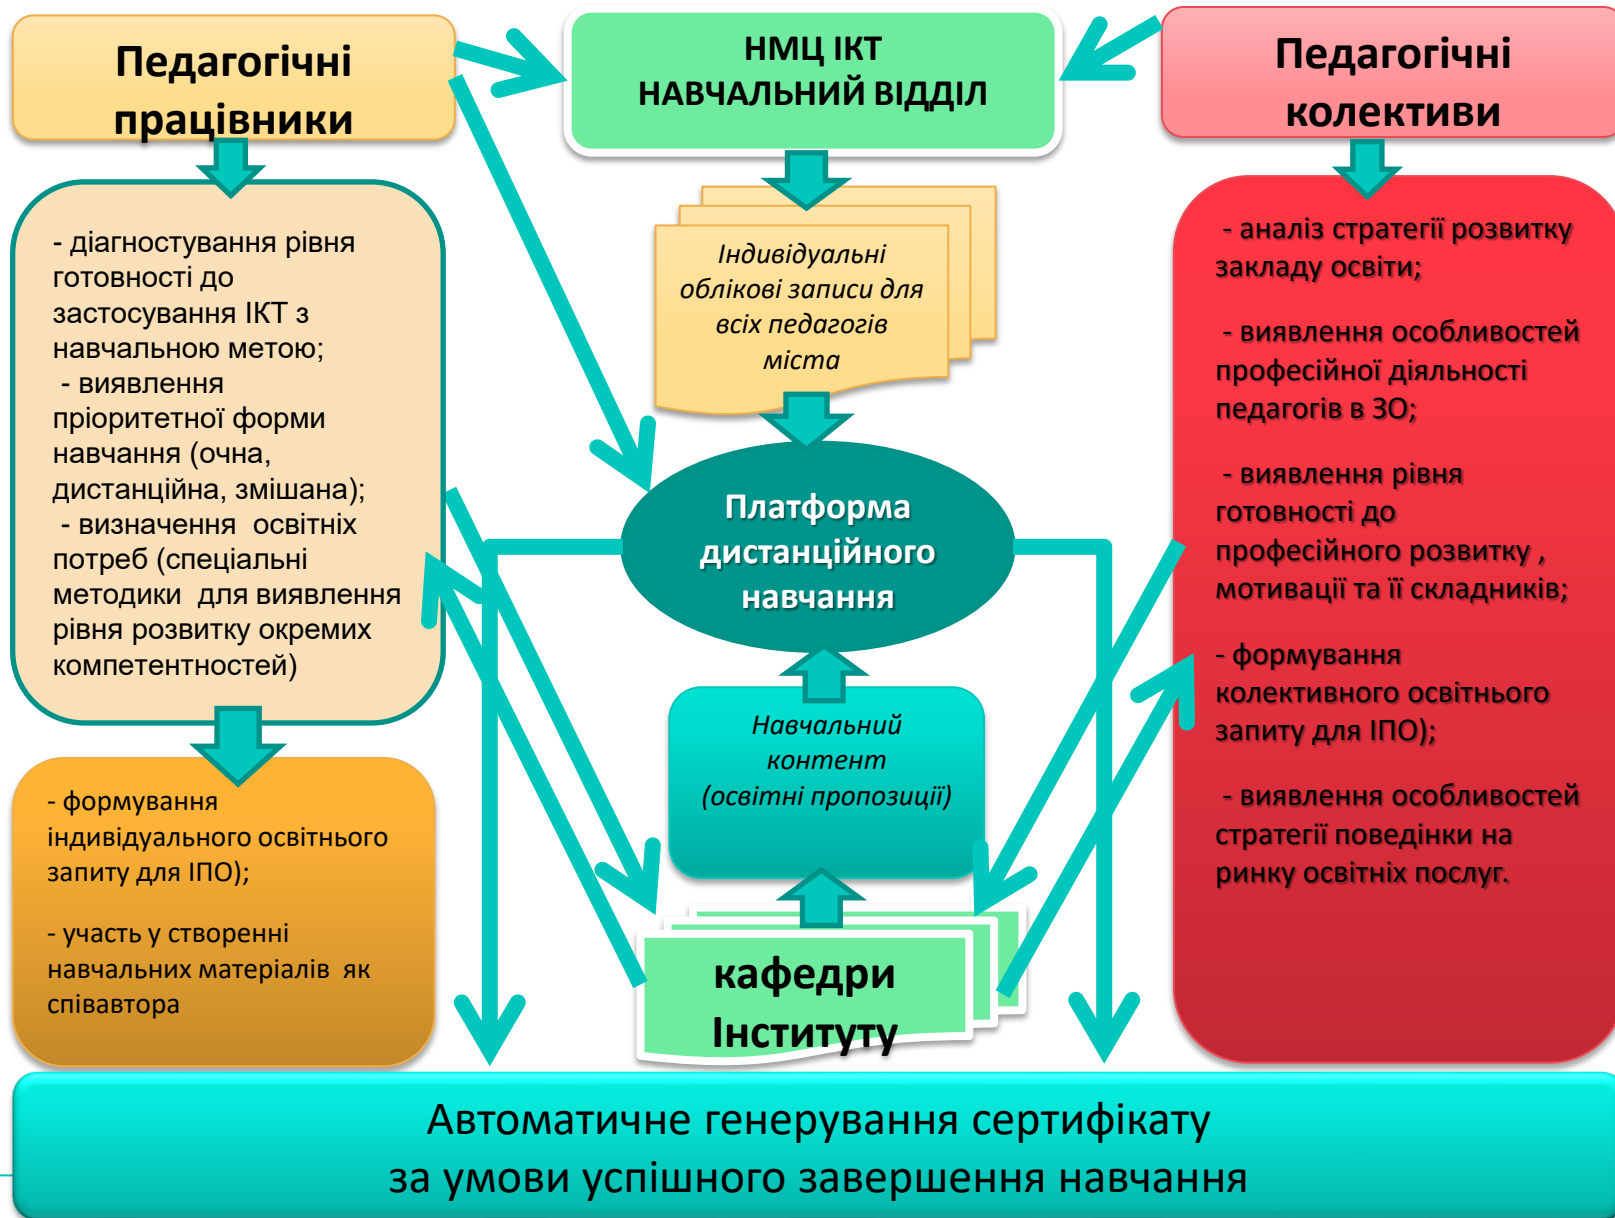 Педагогічні
працівники
НМЦ ІКТ
НАВЧАЛЬНИЙ ВІДДІЛ
Педагогічні
колективи
- діагностування рівня
готовності до
застосування ІКТ з
навчальною метою;
- виявлення
пріоритетної форми
навчання (очна,
дистанційна, змішана);
- визначення освітніх
потреб (спеціальні
методики для виявлення
рівня розвитку окремих
компетентностей)
- формування
індивідуального освітнього
запиту для ІПО);
- участь у створенні
навчальних матеріалів як
співавтора
Індивідуальні
облікові записи для
всіх педагогів
міста
Платформа
дистанційного
навчання
Навчальний
контент
(освітні пропозиції)
кафедри
Інституту
- аналіз стратегії розвитку
закладу освіти;
- виявлення особливостей
професійної діяльності
педагогів в ЗО;
- виявлення рівня
готовності до
професійного розвитку ,
мотивації та її складників;
- формування
колективного освітнього
запиту для ІПО);
- виявлення особливостей
стратегії поведінки на
ринку освітніх послуг.
Автоматичне генерування сертифікату
за умови успішного завершення навчання